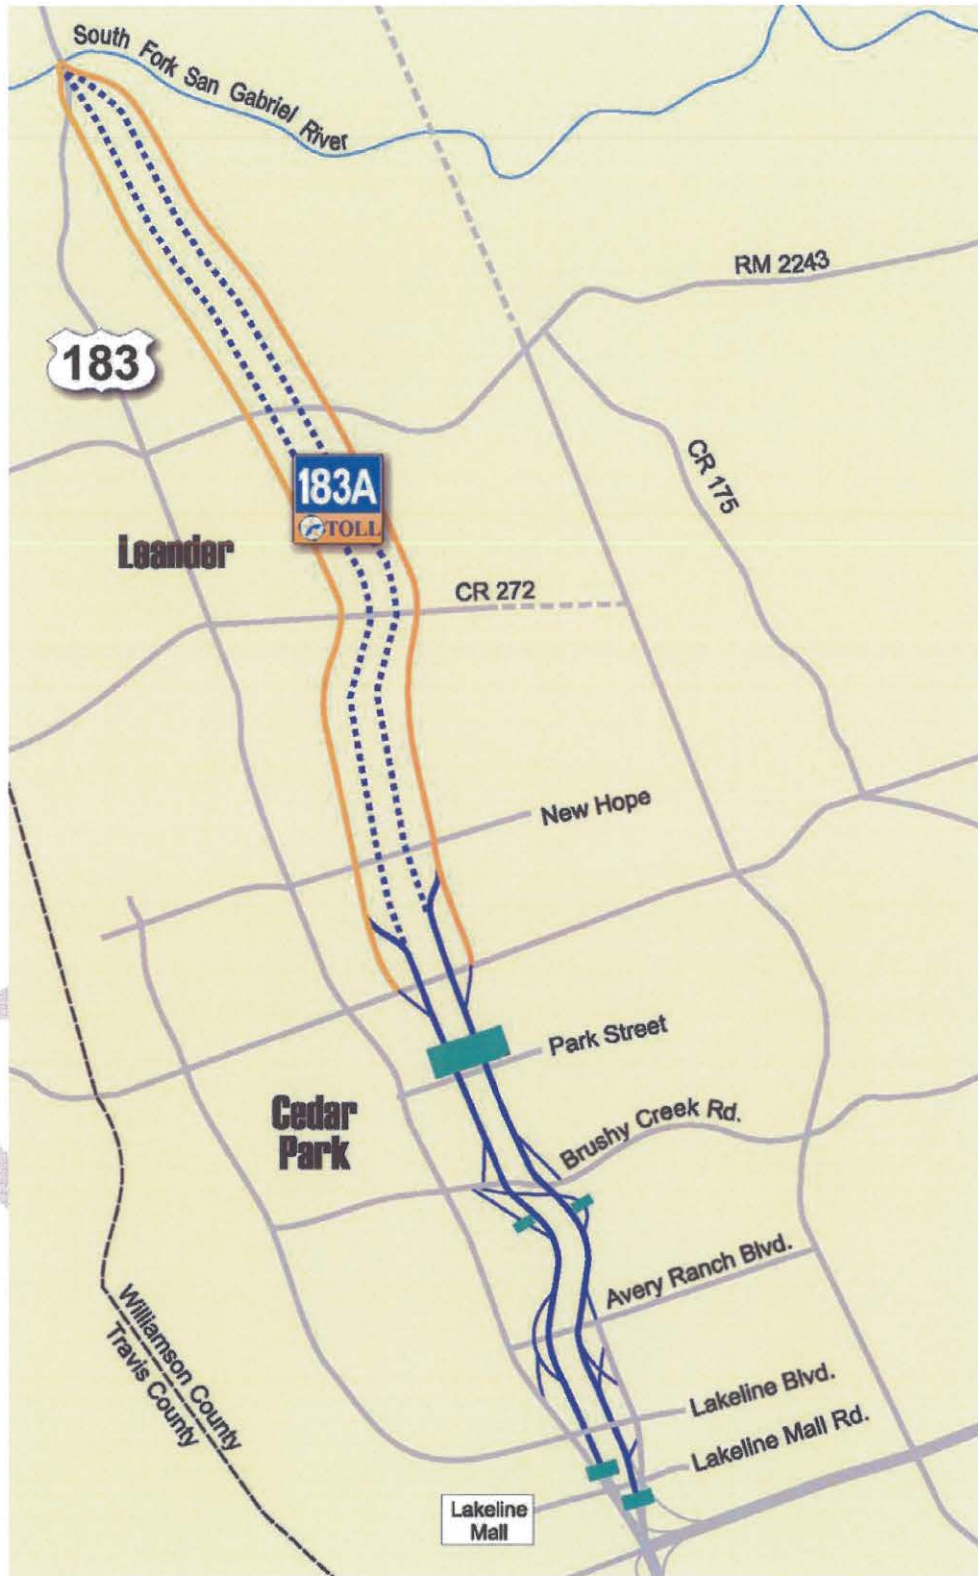 South Fork San Gabriel River
RM 2243
183
CR 175
183A
TOLL
Leander
CR 272
New Hope
Park Street
Cedar
Park
Brushy Creek Rd.
Avery Ranch Blvd.
Williamson County
Travis County
Lakeline Blvd.
Lakeline Mall Rd.
Lakeline
Mall